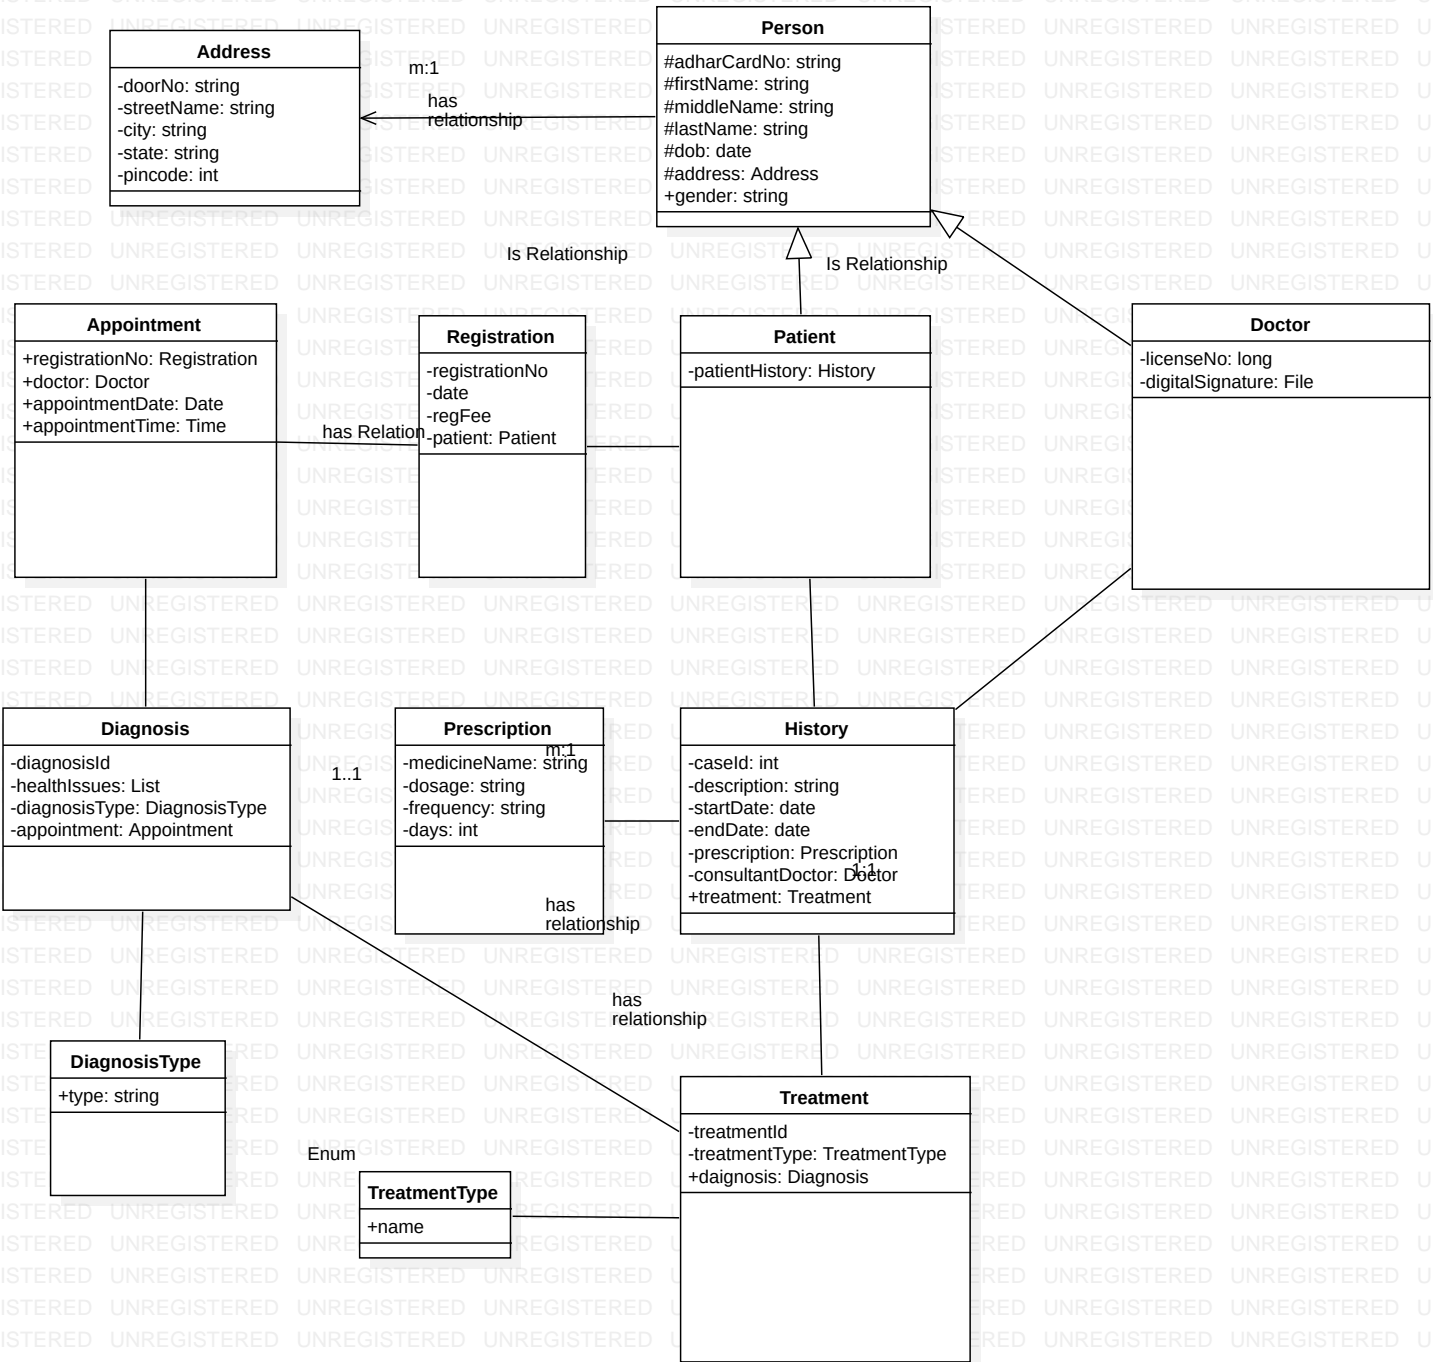 Address
-doorNo: string
-streetName: string
-city: string
-state: string
-pincode: int
m:1
has
relationship
Person
#adharCardNo: string
#firstName: string
#middleName: string
#lastName: string
#dob: date
#address: Address
+gender: string
Is Relationship
Is Relationship
Appointment
+registrationNo: Registration
+doctor: Doctor
+appointmentDate: Date
+appointmentTime: Time
has Relation
Registration
-registrationNo
-date
-regFee
-patient: Patient
Patient
-patientHistory: History
Doctor
-licenseNo: long
-digitalSignature: File
Diagnosis
-diagnosisId
-healthIssues: List
-diagnosisType: DiagnosisType
-appointment: Appointment
1..1
Prescription
m:1
-medicineName: string
-dosage: string
-frequency: string
-days: int
has
relationship
History
-caseId: int
-description: string
-startDate: date
-endDate: date
-prescription: Prescription
1:1
-consultantDoctor: Doctor
+treatment: Treatment
has
relationship
DiagnosisType
+type: string
Enum
TreatmentType
+name
Treatment
-treatmentId
-treatmentType: TreatmentType
+daignosis: Diagnosis
UNREGISTERED